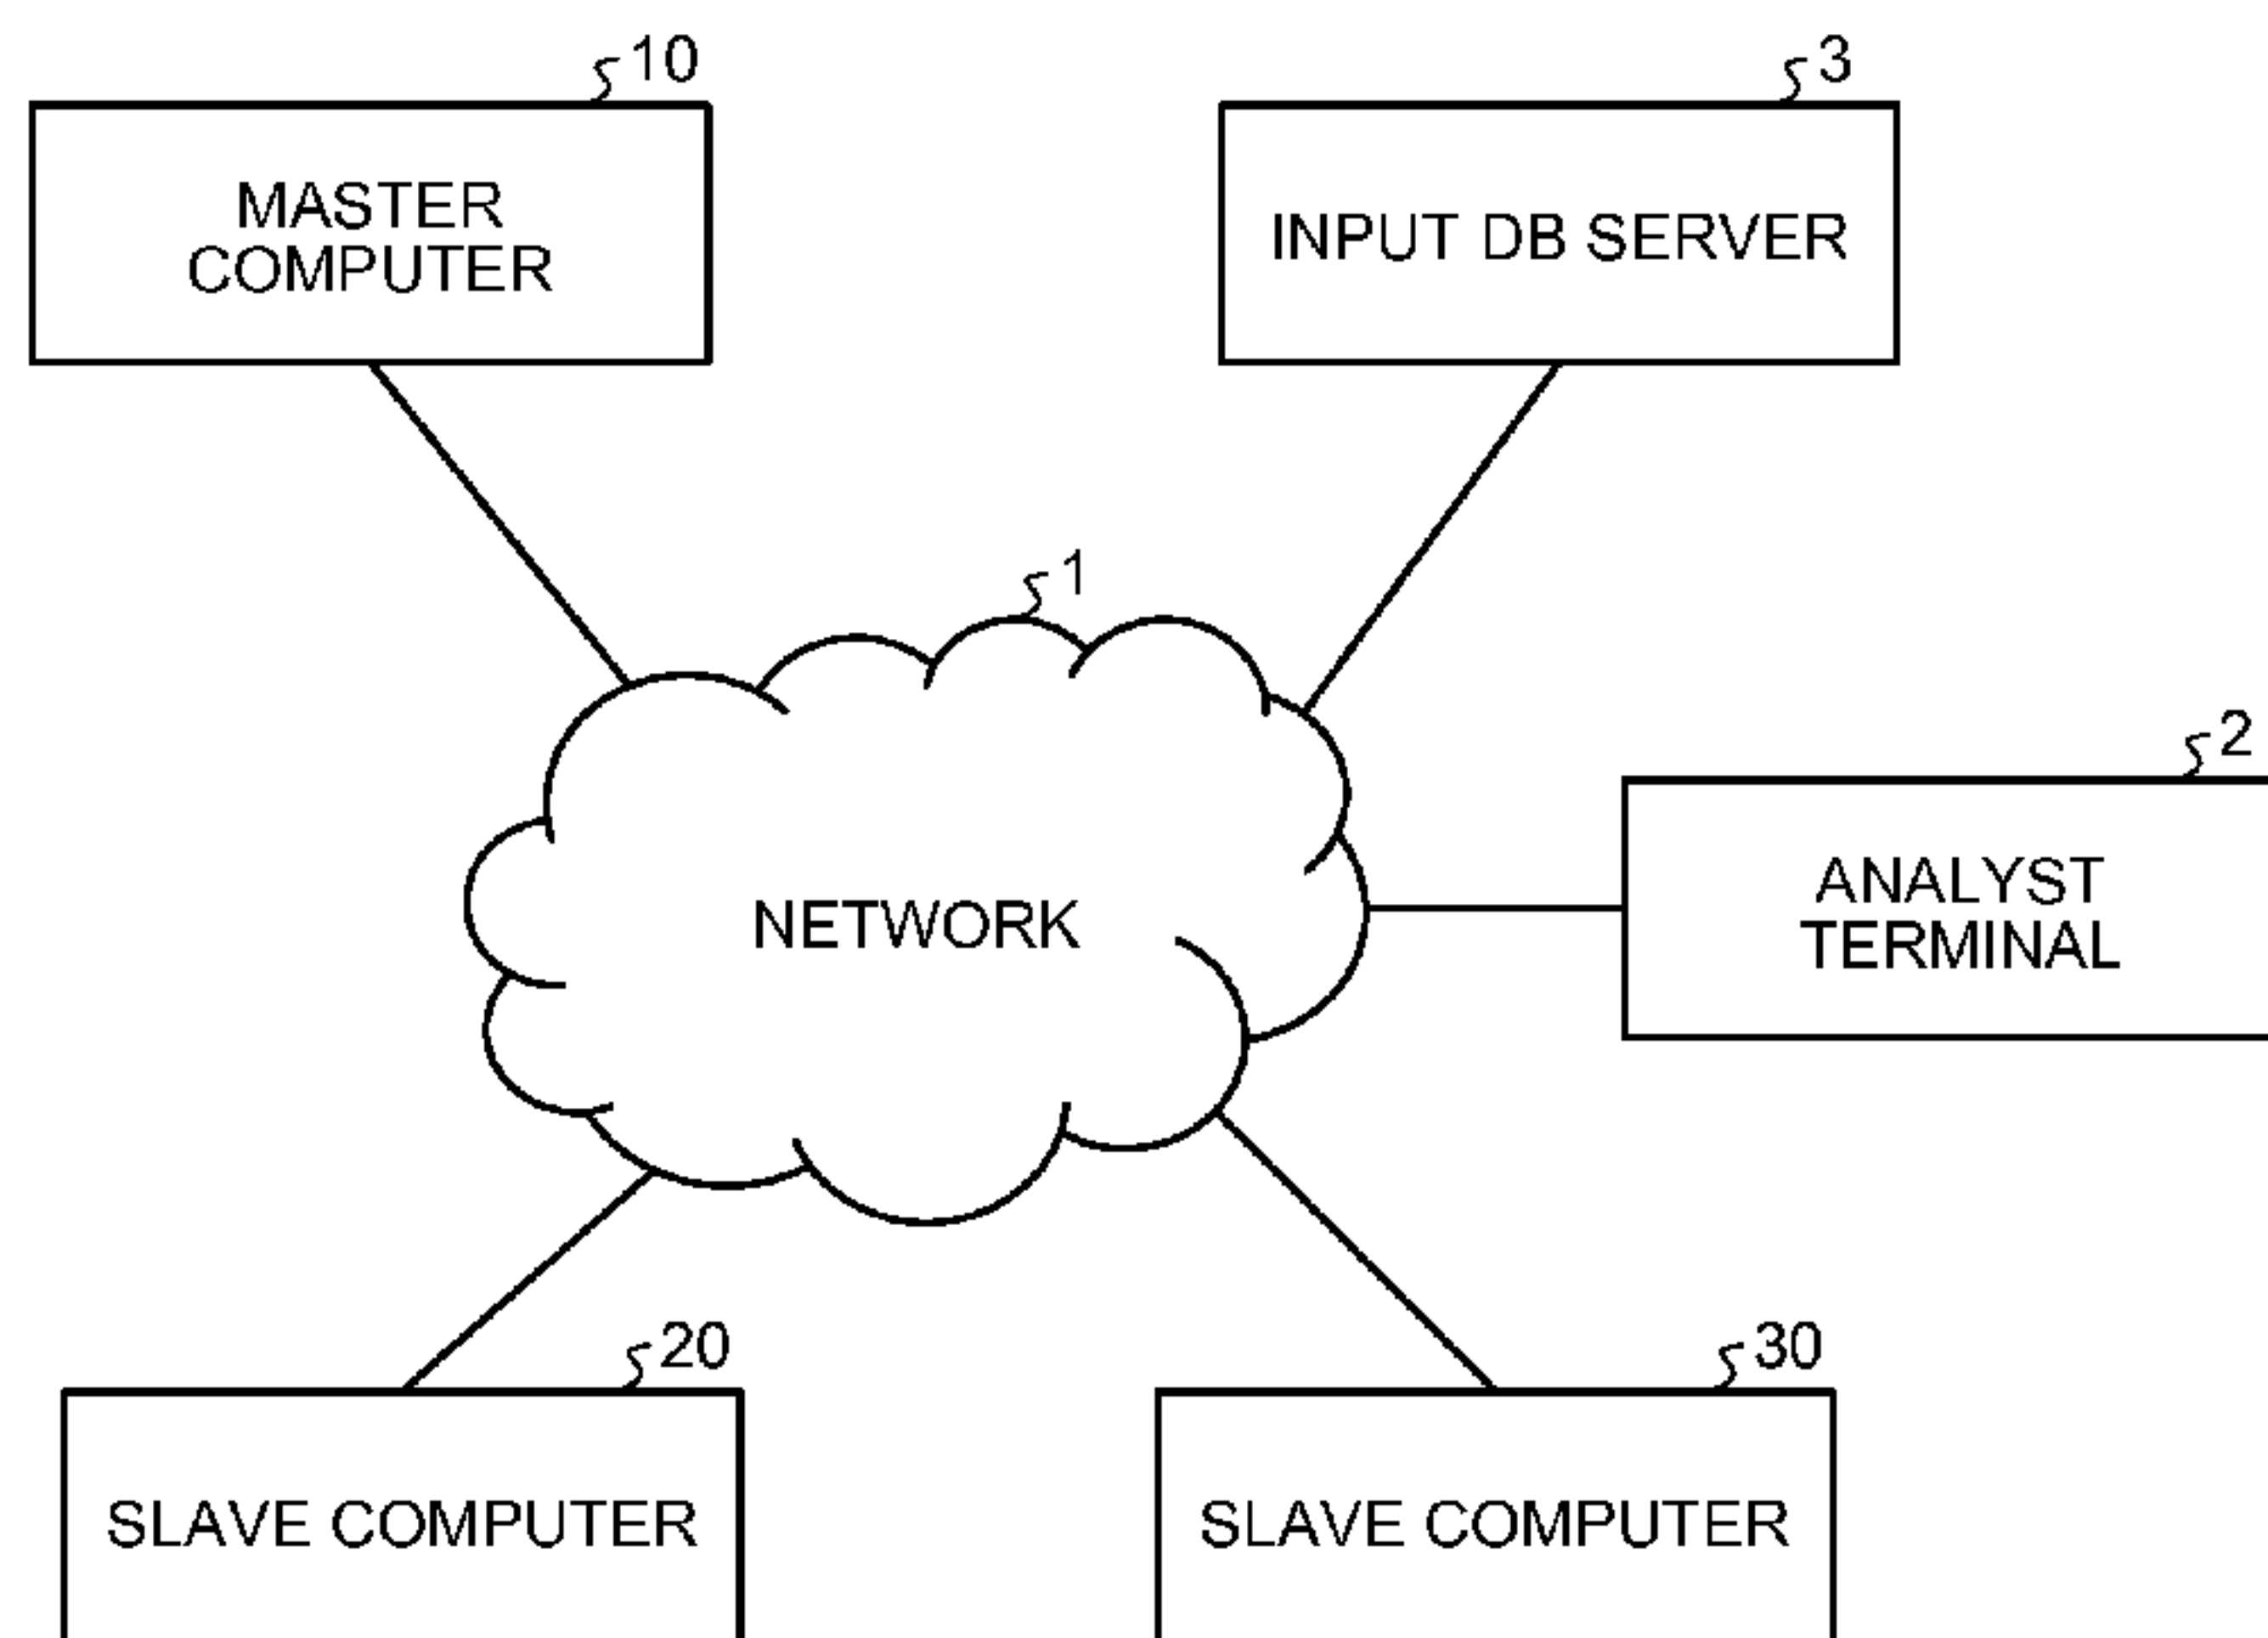 10
MASTER
COMPUTER
3
INPUT DB SERVER
1
NETWORK
2
ANALYST
TERMINAL
20
SLAVE COMPUTER
30
SLAVE COMPUTER